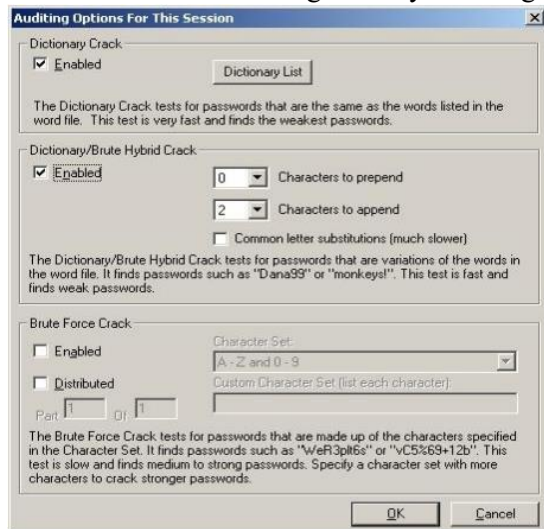 Auditing Options For This Session
Dictionary Crack
Enabled
Dictionary List
The Dictionary Crack tests for passwords that are the same as the words listed in the
word file. This test is very fast and finds the weakest passwords.
Dictionary/Brute Hybrid Crack
Enabled
0 Characters to prepend
2 Characters to append
Common letter substitutions (much slower)
The Dictionary/Brute Hybrid Crack tests for passwords that are variations of the words in
the word file. It finds passwords such as "Dana99" or "monkeys!". This test is fast and
finds weak passwords.
Brute Force Crack
Enabled
Character Set:
A - Z and 0 - 9
Distributed
Custom Character Set (list each character):
Part 1 Of 1
The Brute Force Crack tests for passwords that are made up of the characters specified
in the Character Set. It finds passwords such as "WeR3plt6s" or "vC5%69+12b". This
test is slow and finds medium to strong passwords. Specify a character set with more
characters to crack stronger passwords.
OK Cancel